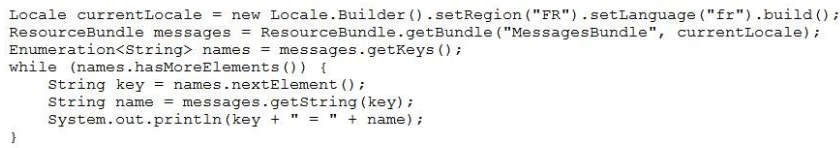 Locale currentLocale = new Locale.Builder().setRegion("FR").setLanguage("fr").build();
ResourceBundle messages = ResourceBundle.getBundle("MessagesBundle", currentLocale);
Enumeration<String> names = messages.getKeys();
while (names.hasMoreElements()) {
    String key = names.nextElement();
    String name = messages.getString(key);
    System.out.println(key + " = " + name);
}